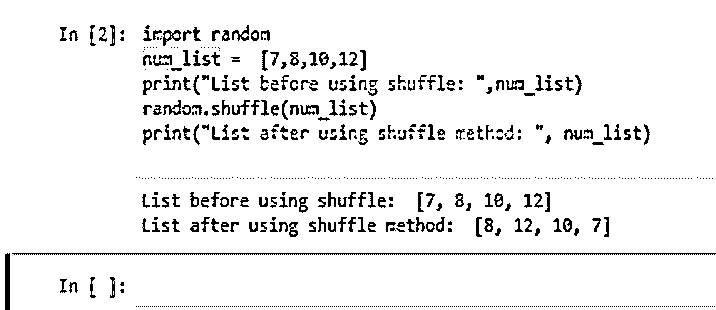 In [2]: import random
num_list =  [7,8,10,12]
print("List before using shuffle: ",num_list)
random.shuffle(num_list)
print("List after using shuffle method: ", num_list)
List before using shuffle:  [7, 8, 10, 12]
List after using shuffle method:  [8, 12, 10, 7]
In [ ]: